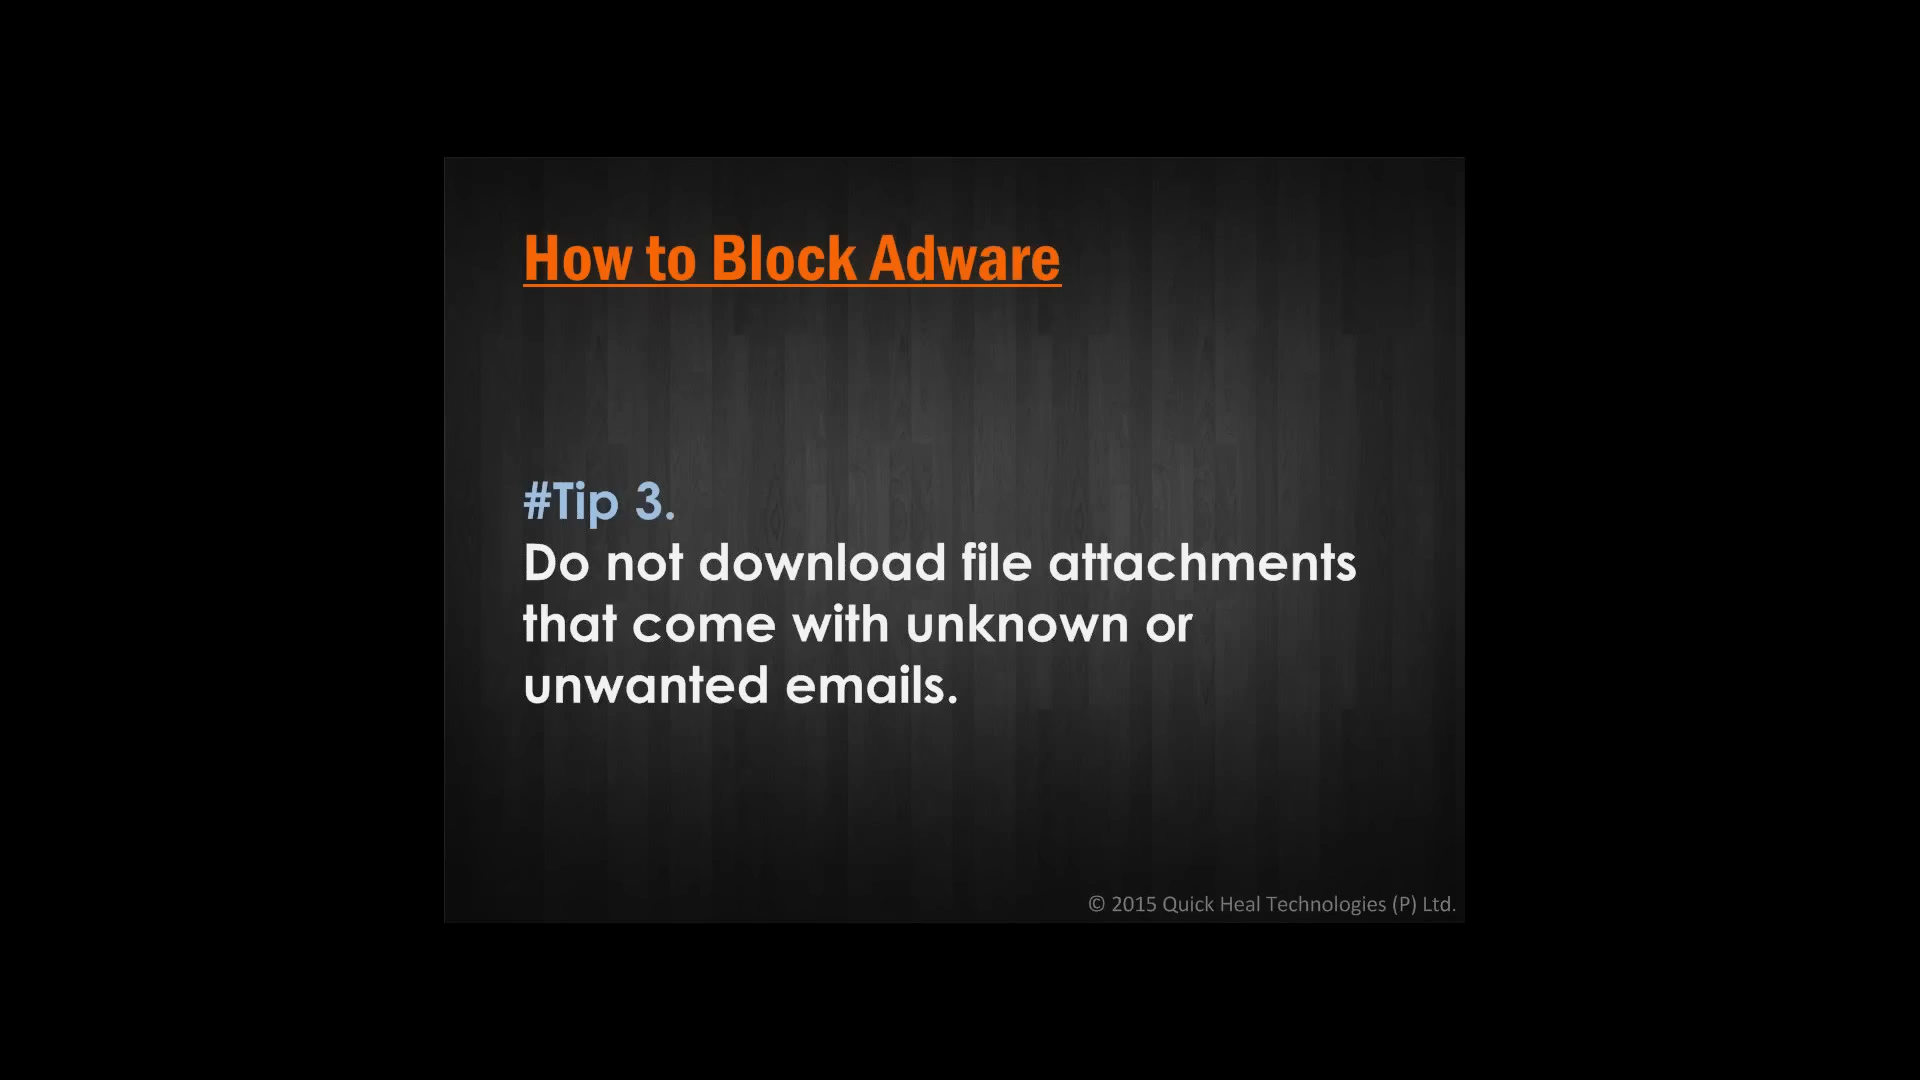 How to Block Adware
#Tip 3.
Do not download file attachments
that come with unknown or
unwanted emails.
© 2015 Quick Heal Technologies (P) Ltd.